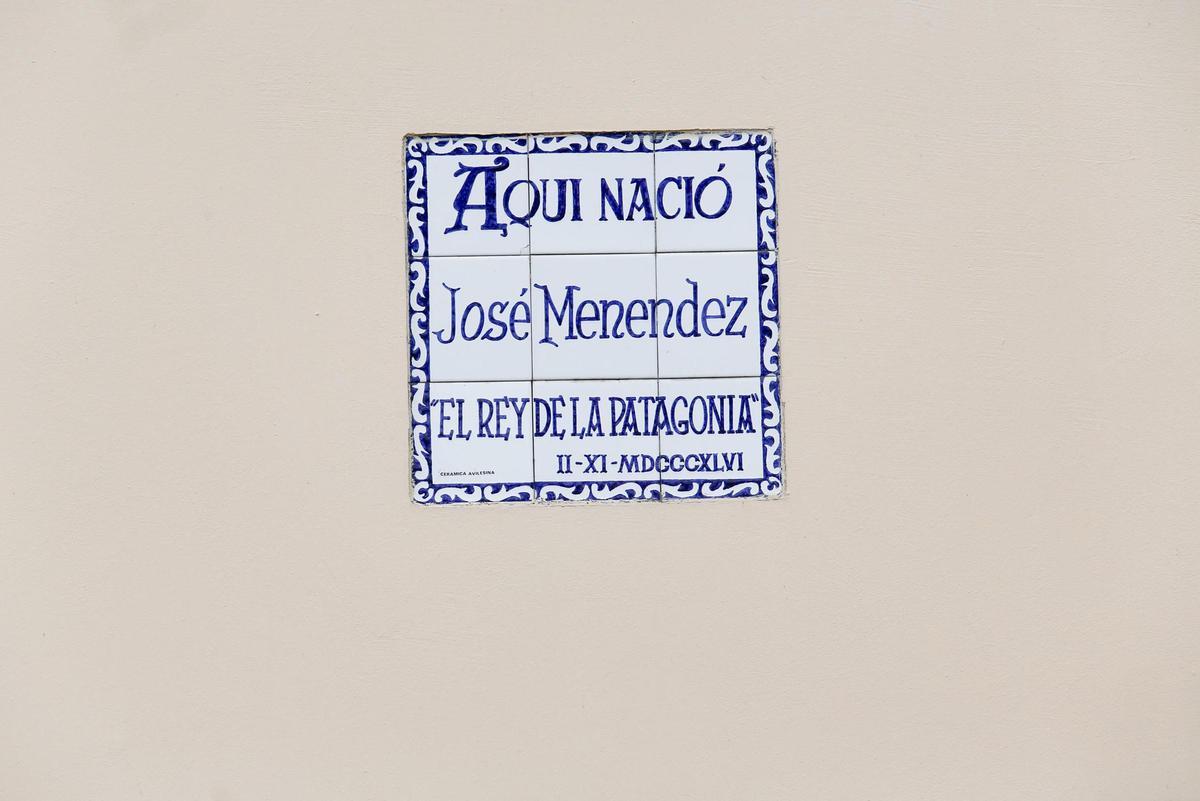 AQUI NACIÓ
José Menendez
"EL REY DE LA PATAGONIA"
II-XI-MDCCCXLVI
CERAMICA AVILESINA